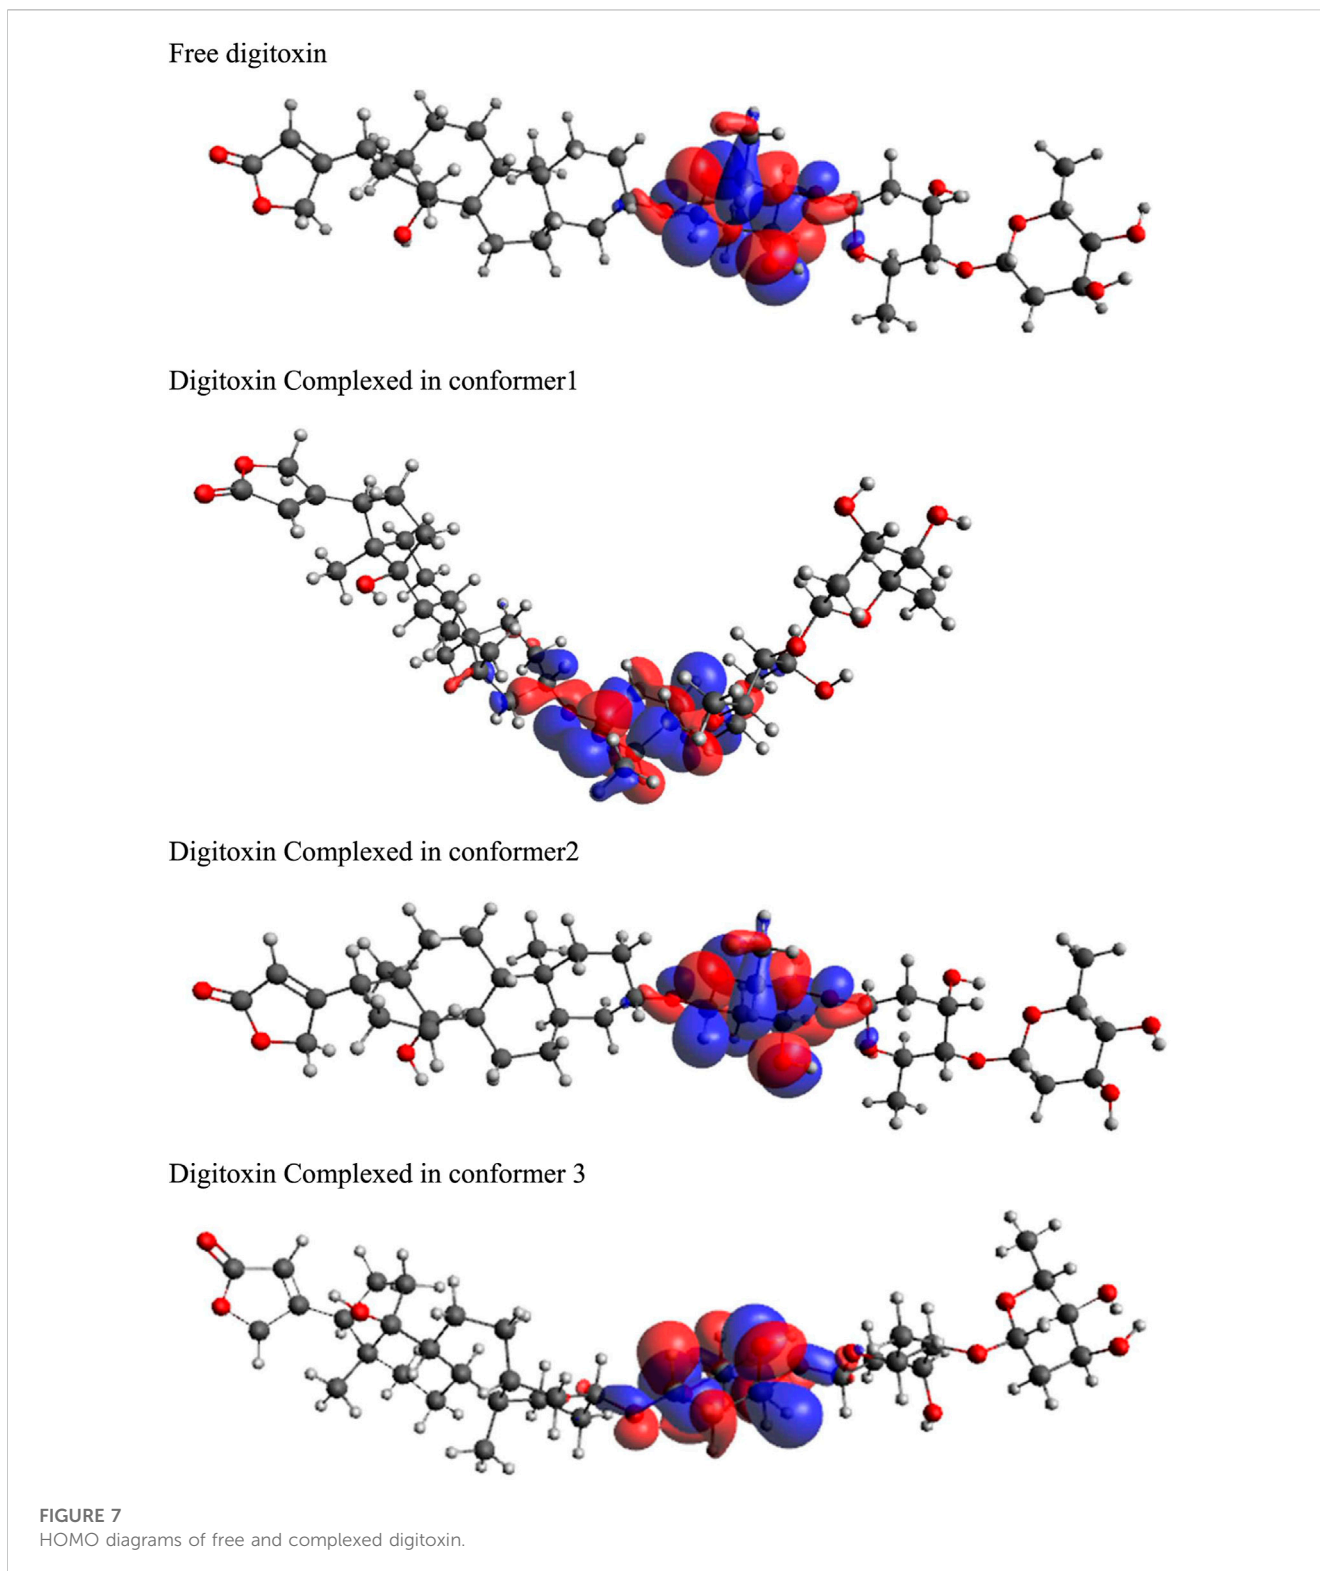 Free digitoxin
Digitoxin Complexed in conformer1
Digitoxin Complexed in conformer2
Digitoxin Complexed in conformer 3
FIGURE 7
HOMO diagrams of free and complexed digitoxin.